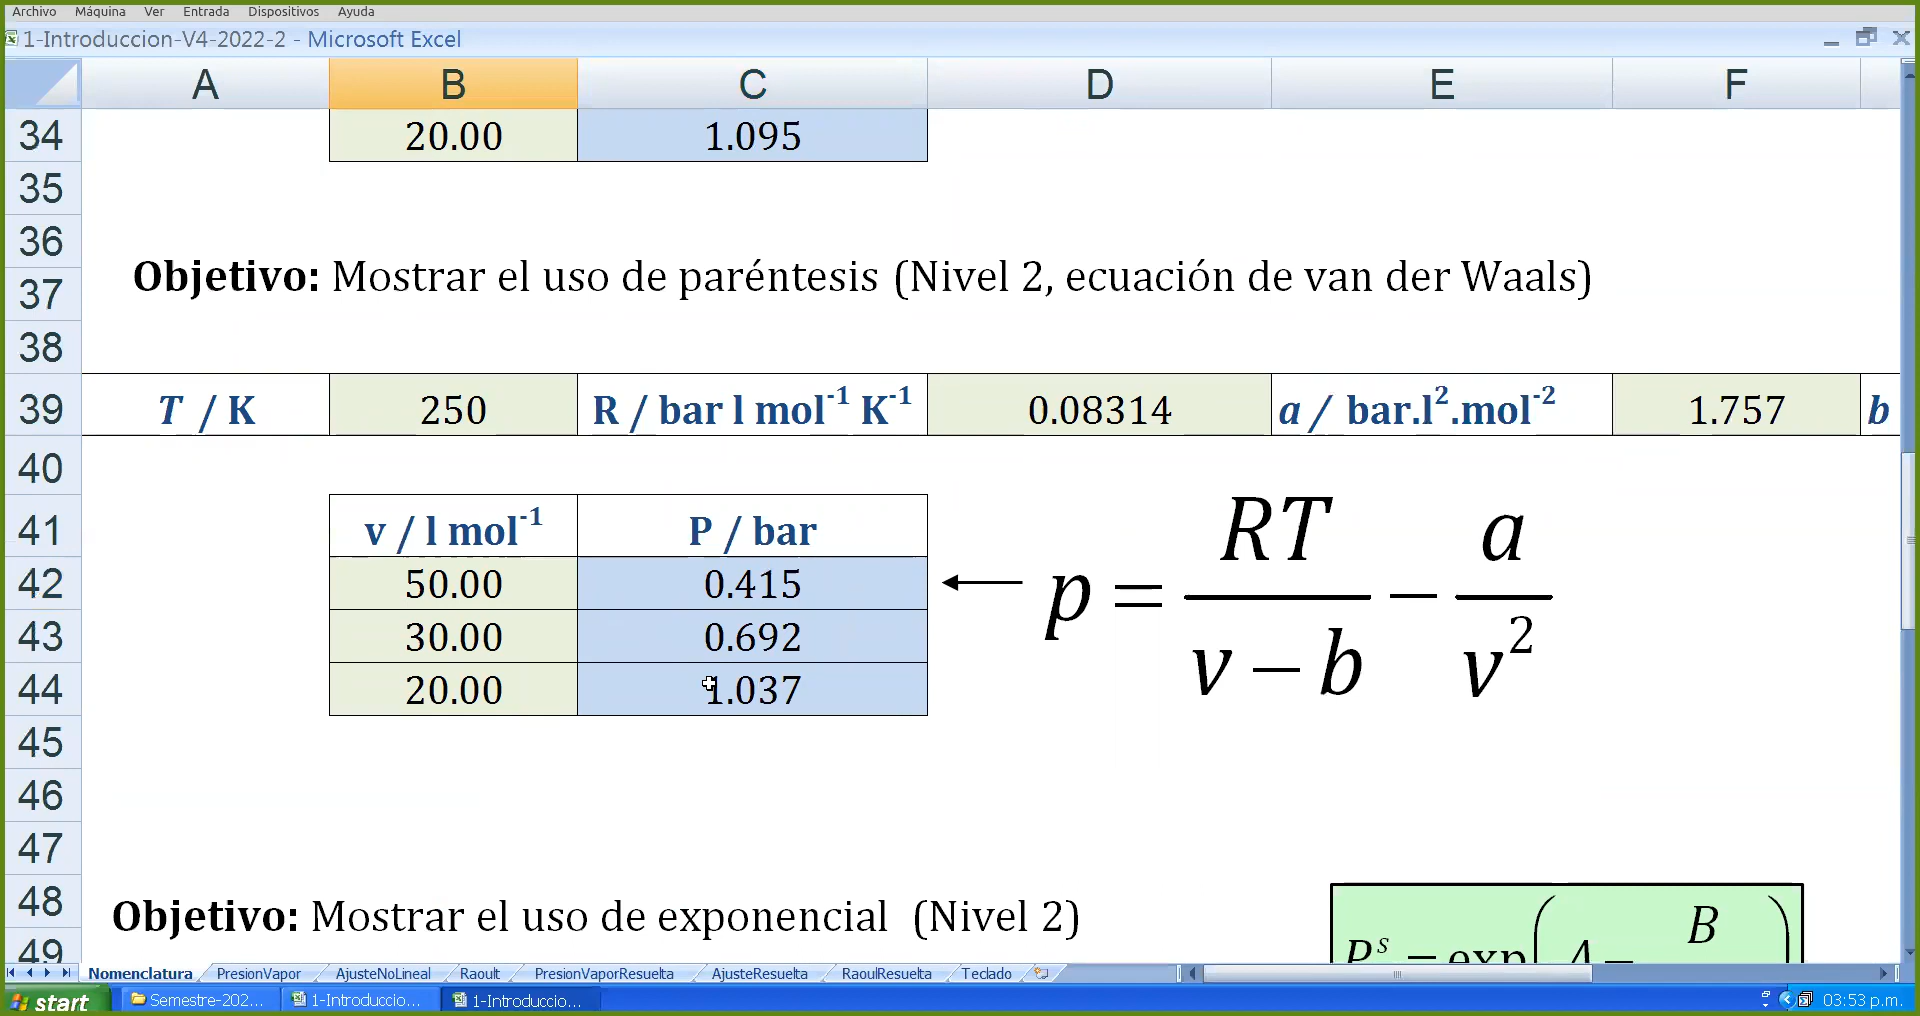 Archivo Máquina Ver Entrada Dispositivos Ayuda
1-Introduccion-V4-2022-2 - Microsoft Excel
A B C D E F
34 20.00 1.095
35
36
Objetivo: Mostrar el uso de paréntesis (Nivel 2, ecuación de van der Waals)
37
38
39 T / K 250 R / bar l mol-1 K-1 0.08314 a / bar.l2.mol-2 1.757 b
40
41 v / l mol-1 P / bar
42 50.00 0.415
43 30.00 0.692
44 20.00 1.037
p = RT / (v − b) − a / v2
45
46
47
48
Objetivo: Mostrar el uso de exponencial (Nivel 2)
49
Ps = exp( A − B )
Nomenclatura PresionVapor AjusteNoLineal Raoult PresionVaporResuelta AjusteResuelta RaoulResuelta Teclado
start Semestre-202... 1-Introduccio... 1-Introduccio... 03:53 p.m.